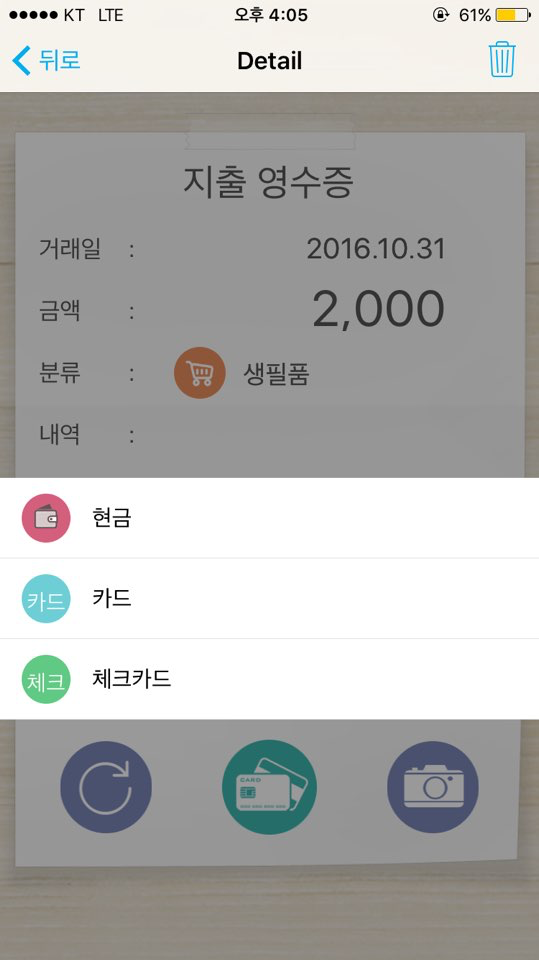 KT LTE 오후 4:05 61%
뒤로 Detail
지출 영수증
거래일 : 2016.10.31
금액 : 2,000
분류 : 생필품
내역 :
현금
카드 카드
체크 체크카드
CARD